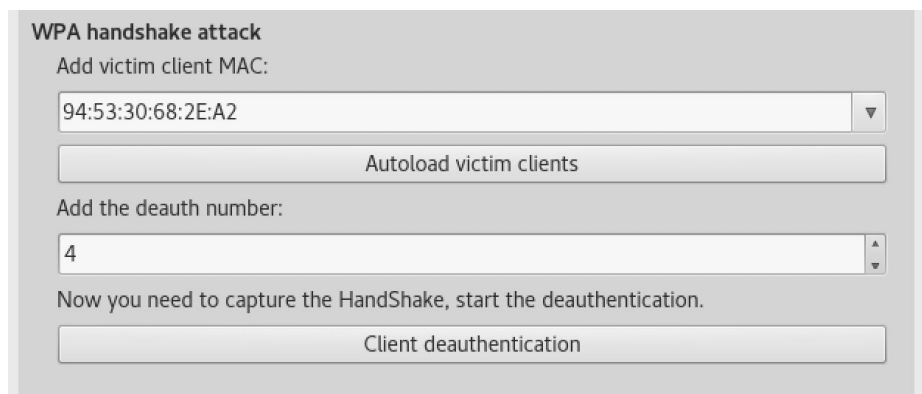 WPA handshake attack
Add victim client MAC:
94:53:30:68:2E:A2
Autoload victim clients
Add the deauth number:
4
Now you need to capture the HandShake, start the deauthentication.
Client deauthentication